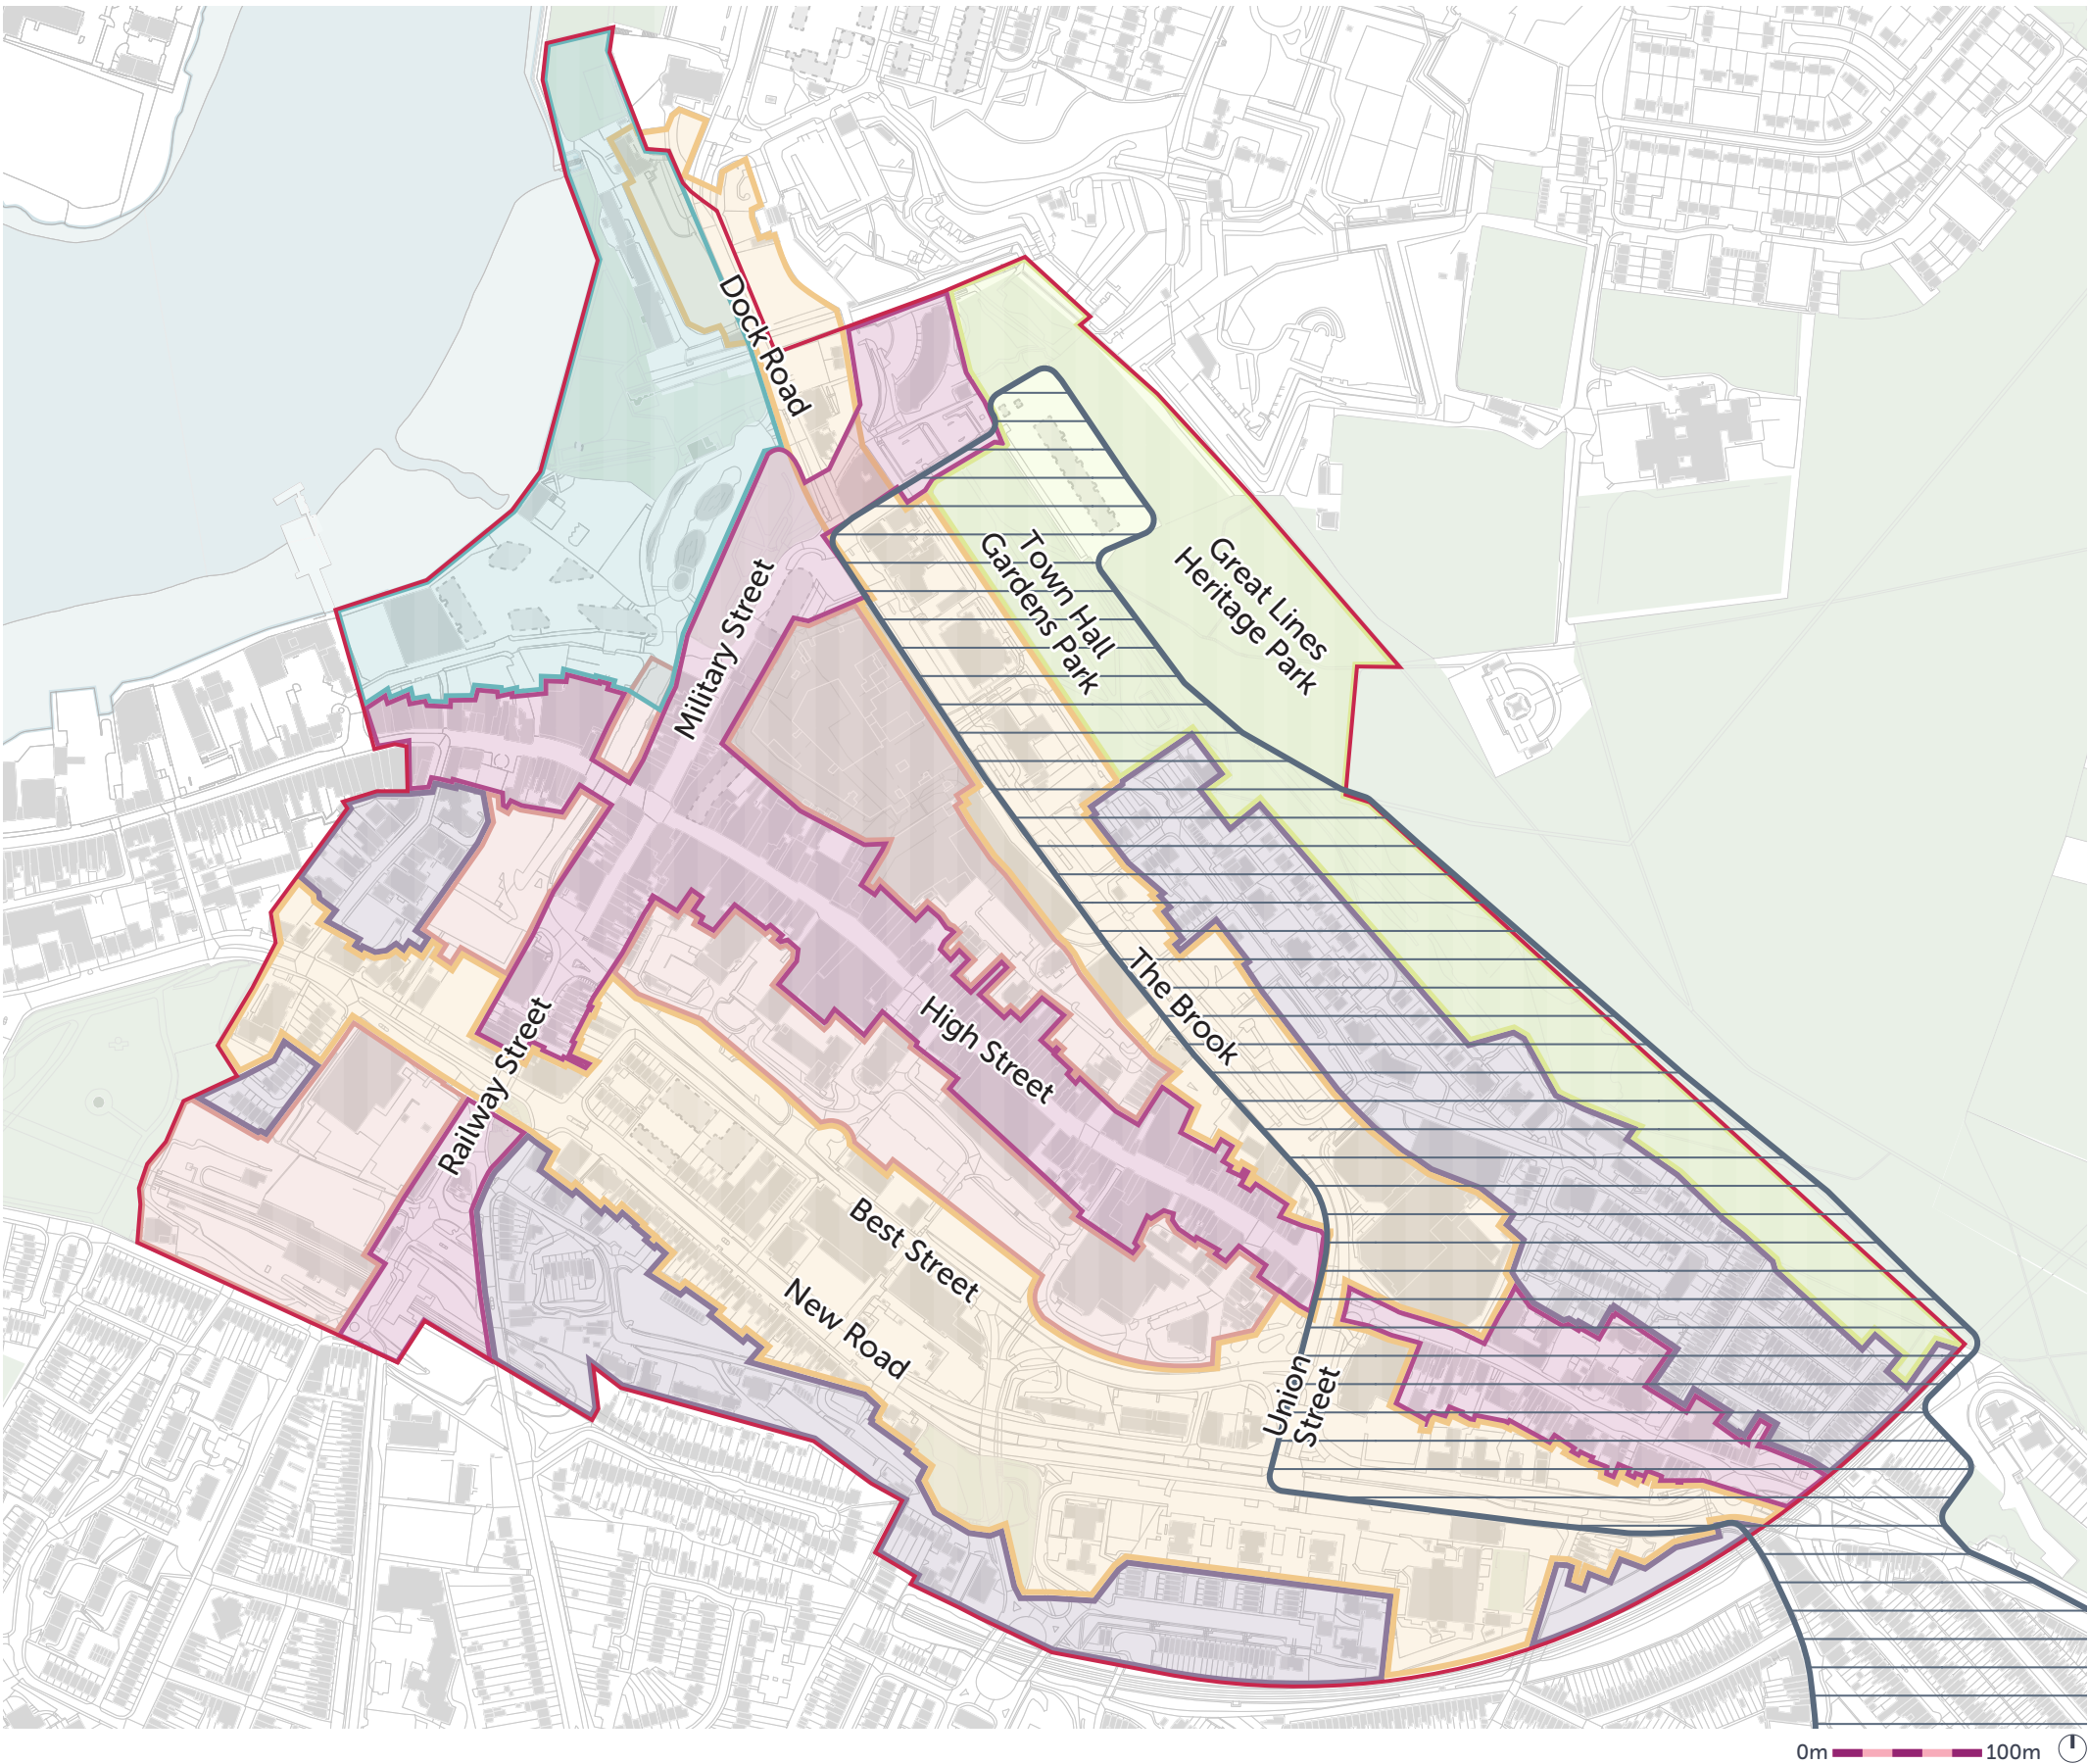 Dock Road
Town Hall
Gardens Park
Great Lines
Heritage Park
Military Street
The Brook
High Street
Railway Street
Best Street
New Road
Union
Street
0m 100m